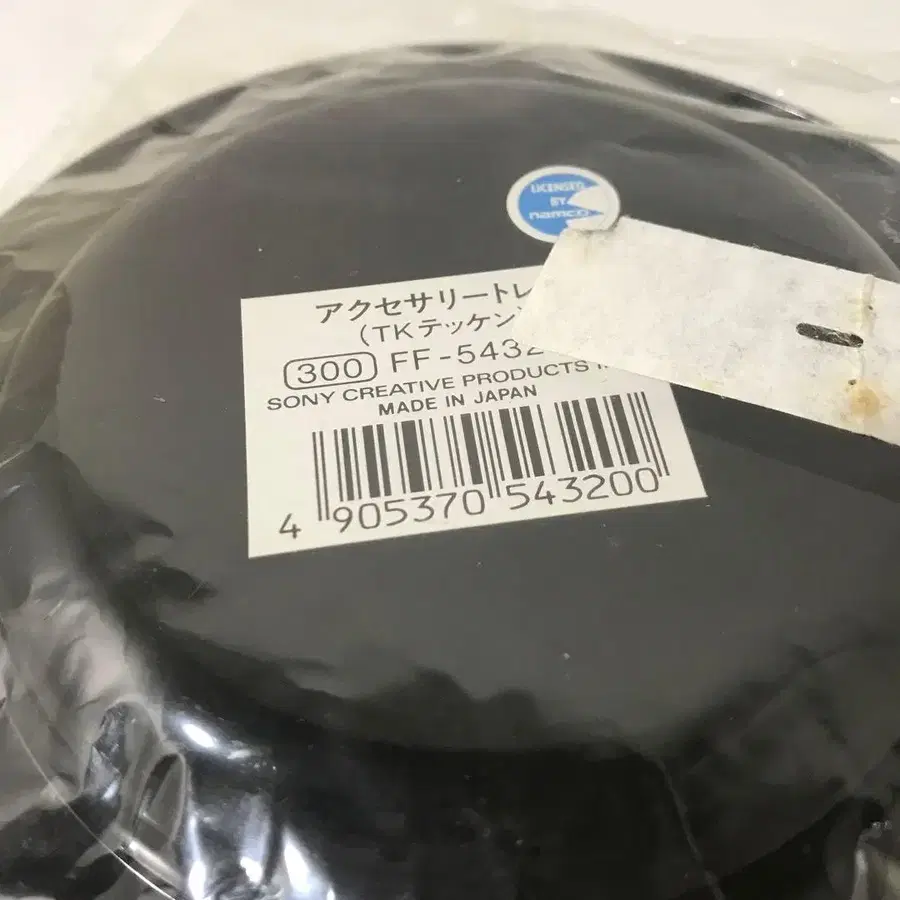 LICENSED
BY
namco
アクセサリートレ
(TKテッケン)
300 FF-5432
SONY CREATIVE PRODUCTS
MADE IN JAPAN
4 905370 543200